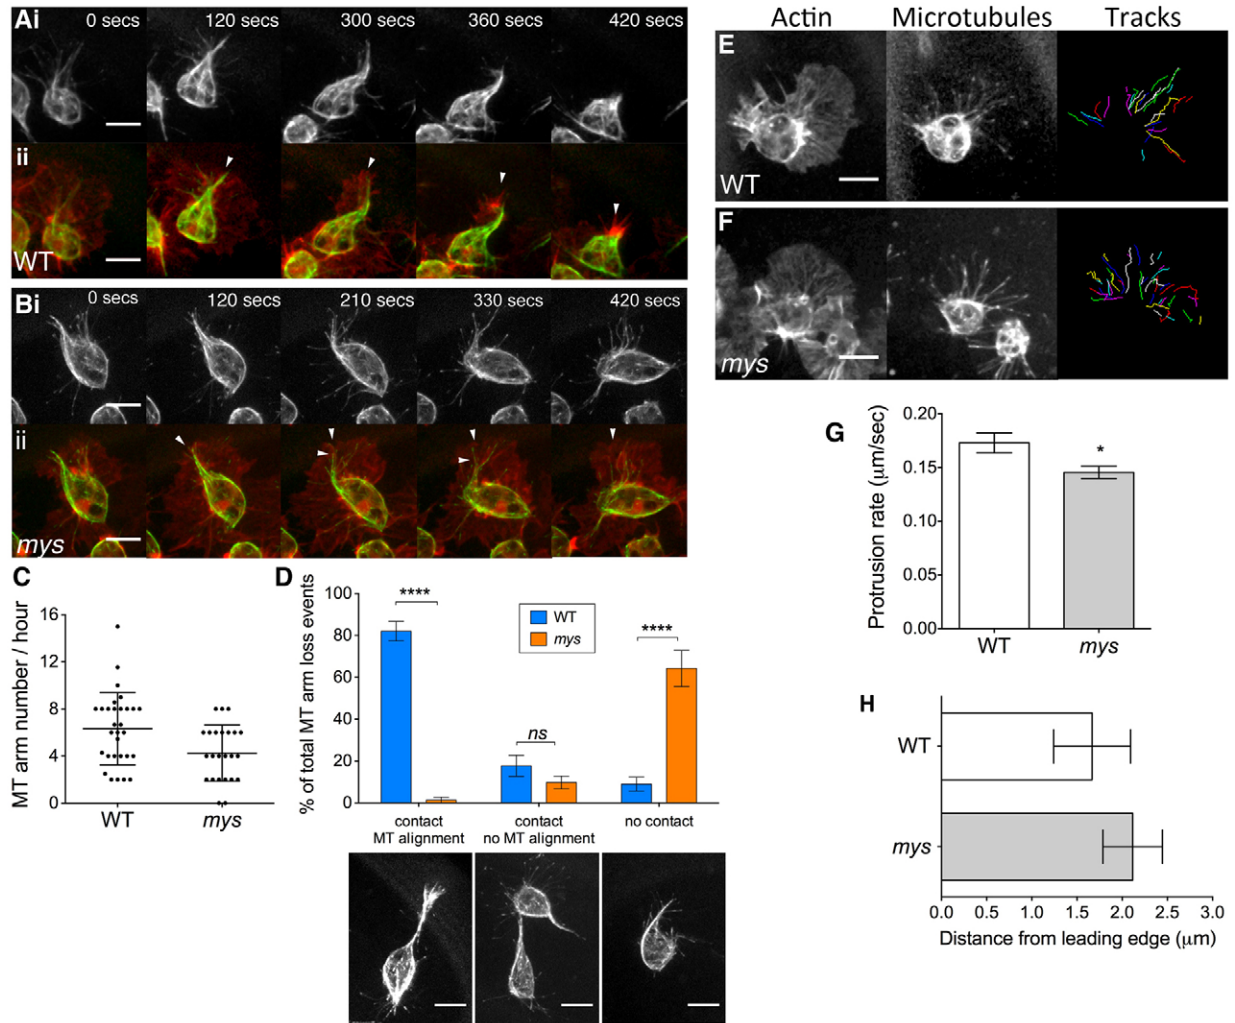 Ai
0 secs 120 secs 300 secs 360 secs 420 secs
ii
WT
Bi
0 secs 120 secs 210 secs 330 secs 420 secs
ii
mys
C
MT arm number / hour
16
12
8
4
0
WT mys
D
% of total MT arm loss events
100
80
60
40
20
0
****
ns
****
WT
mys
contact
MT alignment
contact
no MT alignment
no contact
Actin Microtubules Tracks
E
WT
F
mys
G
Protrusion rate (μm/sec)
0.20
0.15
0.10
0.05
0.00
*
WT mys
H
WT
mys
0.0 0.5 1.0 1.5 2.0 2.5 3.0
Distance from leading edge (μm)